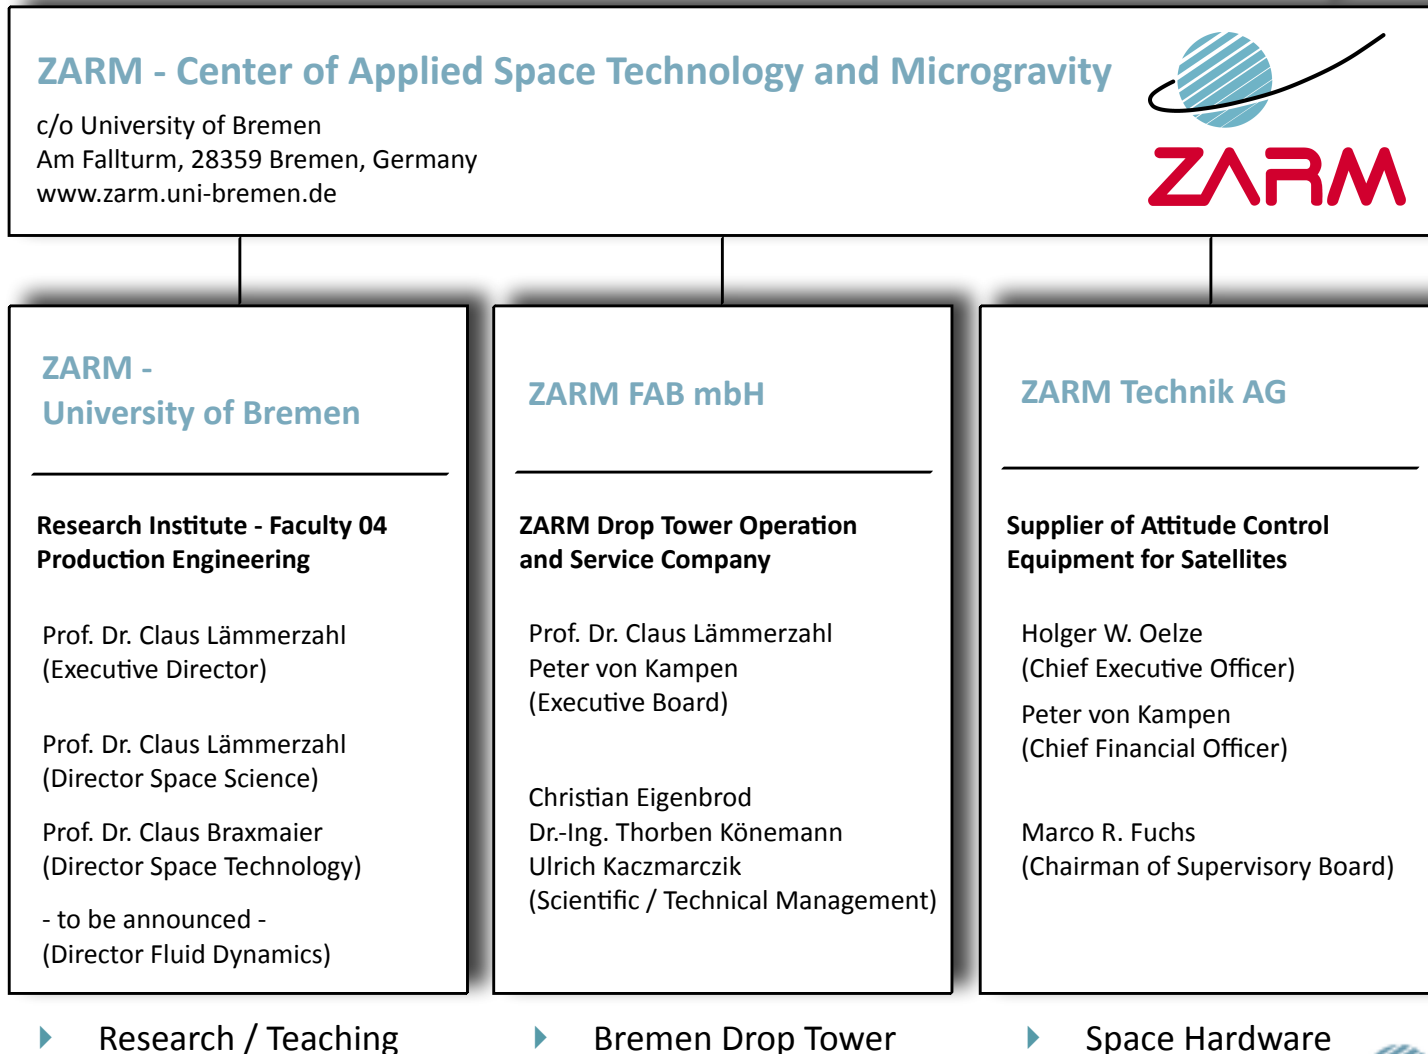 ZARM - Center of Applied Space Technology and Microgravity
c/o University of Bremen
Am Fallturm, 28359 Bremen, Germany
www.zarm.uni-bremen.de
ZARM
ZARM -
University of Bremen
Research Institute - Faculty 04
Production Engineering
Prof. Dr. Claus Lämmerzahl
(Executive Director)
Prof. Dr. Claus Lämmerzahl
(Director Space Science)
Prof. Dr. Claus Braxmaier
(Director Space Technology)
- to be announced -
(Director Fluid Dynamics)
Research / Teaching
ZARM FAB mbH
ZARM Drop Tower Operation
and Service Company
Prof. Dr. Claus Lämmerzahl
Peter von Kampen
(Executive Board)
Christian Eigenbrod
Dr.-Ing. Thorben Könemann
Ulrich Kaczmarczik
(Scientific / Technical Management)
Bremen Drop Tower
ZARM Technik AG
Supplier of Attitude Control
Equipment for Satellites
Holger W. Oelze
(Chief Executive Officer)
Peter von Kampen
(Chief Financial Officer)
Marco R. Fuchs
(Chairman of Supervisory Board)
Space Hardware